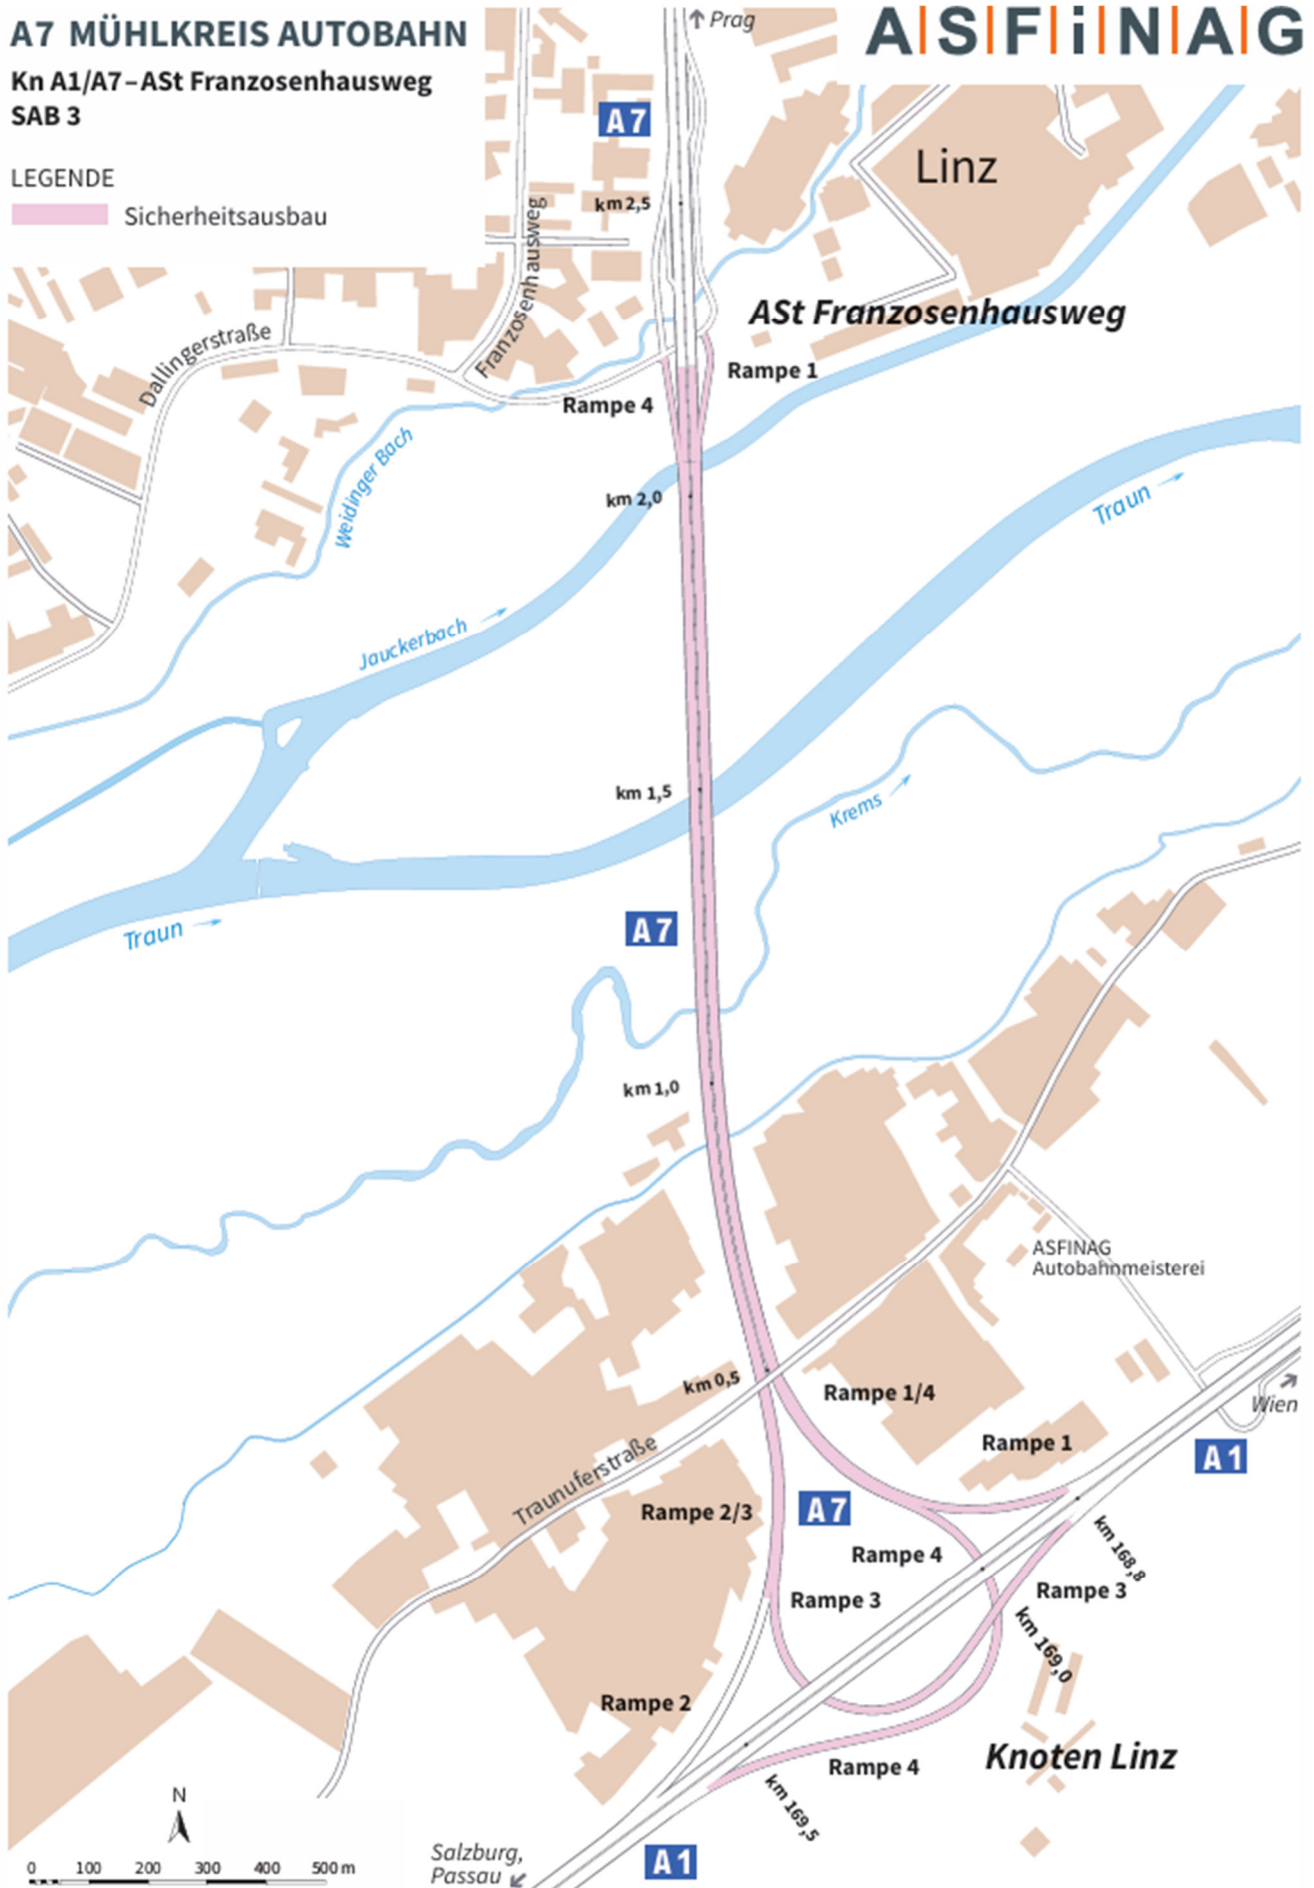 A7 MÜHLKREIS AUTOBAHN
Kn A1/A7–ASt Franzosenhausweg
SAB 3
LEGENDE
Sicherheitsausbau
A|S|F|i|N|A|G
Prag
A7
Linz
km 2,5
Franzosenhausweg
ASt Franzosenhausweg
Dallingerstraße
Rampe 1
Rampe 4
Weidinger Bach
km 2,0
Traun
Jauckerbach
km 1,5
Krems
Traun
A7
km 1,0
ASFINAG
Autobahnmeisterei
km 0,5
Rampe 1/4
Wien
Rampe 1
A1
Traunuferstraße
Rampe 2/3
A7
Rampe 4
km 168,8
Rampe 3
Rampe 3
km 169,0
Rampe 2
Knoten Linz
Rampe 4
km 169,5
N
0 100 200 300 400 500 m
Salzburg,
Passau
A1